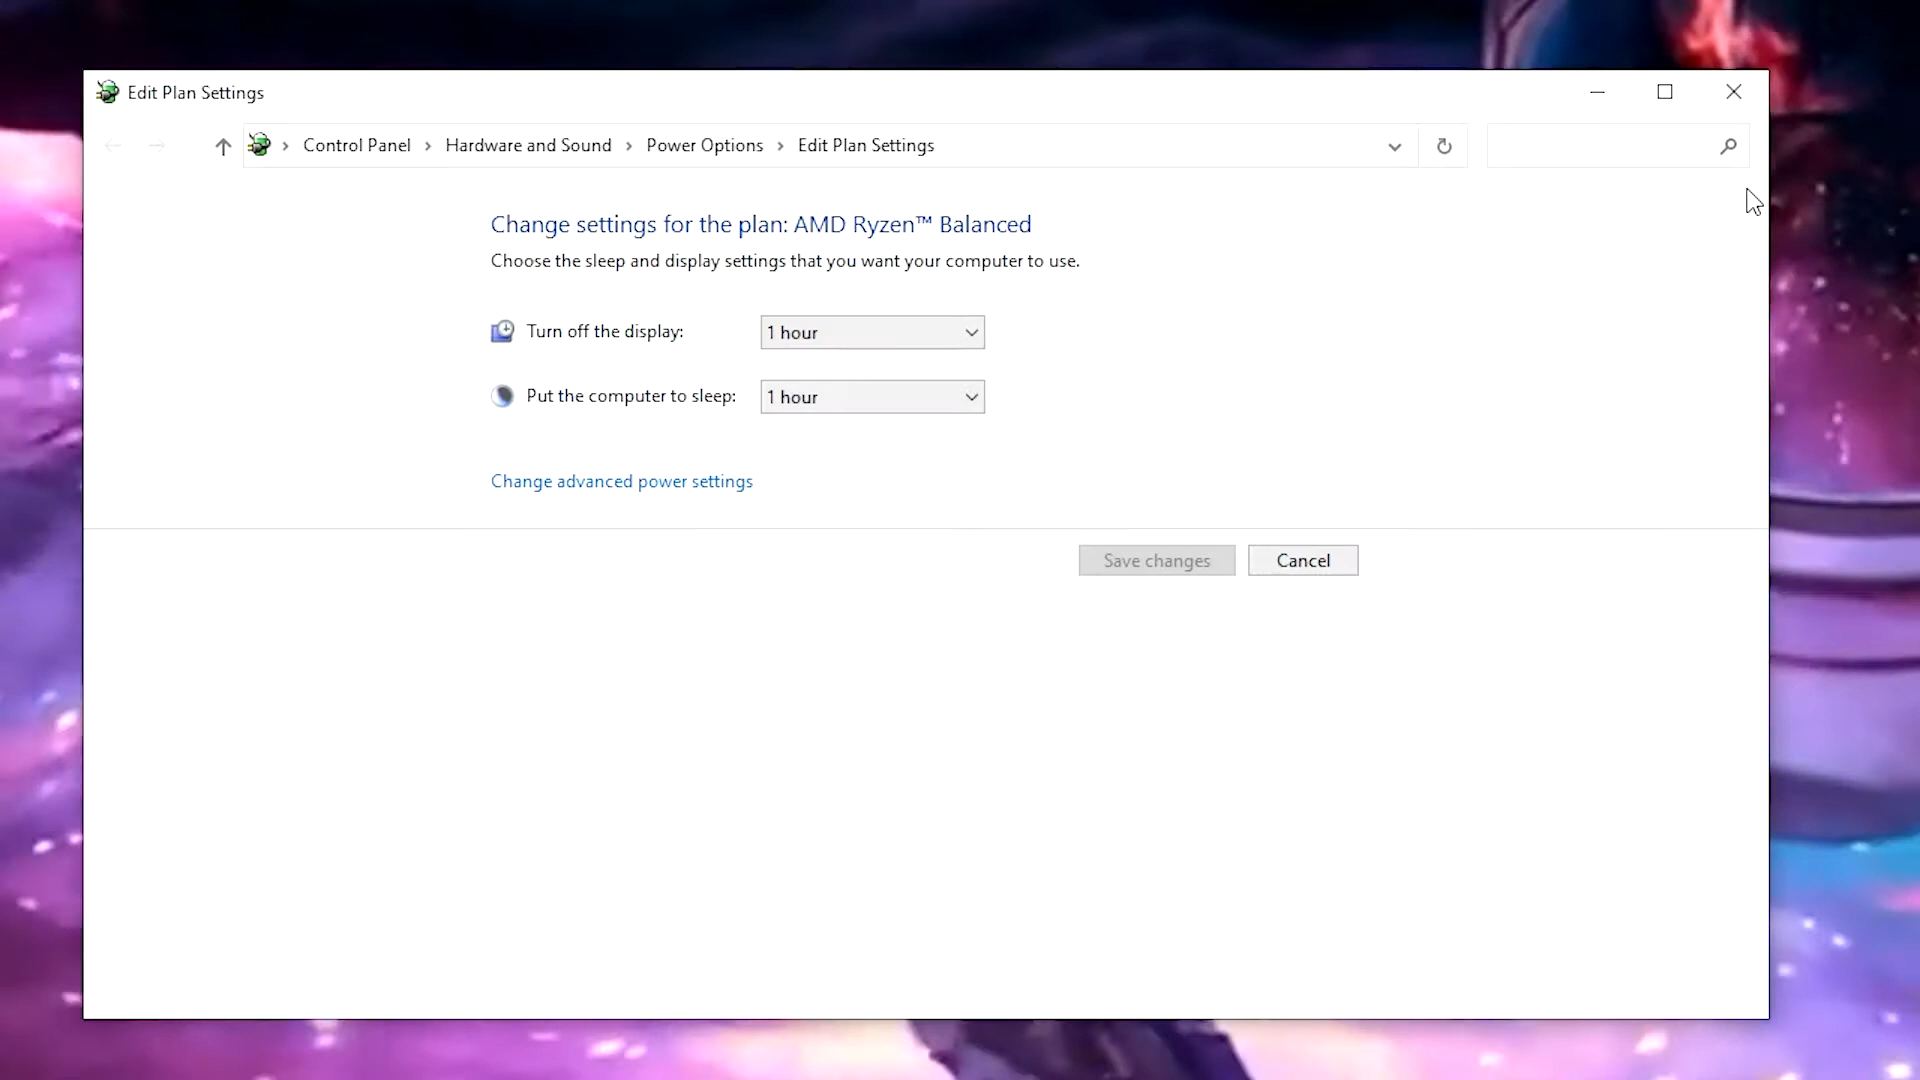 Edit Plan Settings
Control Panel > Hardware and Sound > Power Options > Edit Plan Settings
Change settings for the plan: AMD Ryzen™ Balanced
Choose the sleep and display settings that you want your computer to use.
Turn off the display: 1 hour
Put the computer to sleep: 1 hour
Change advanced power settings
Save changes Cancel